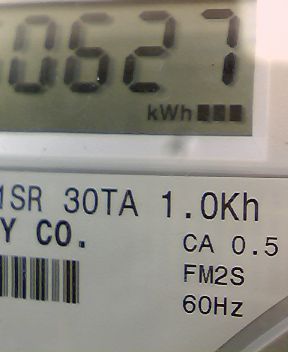 0627
kWh
1SR 30TA 1.0Kh
Y CO.
CA 0.5
FM2S
60Hz